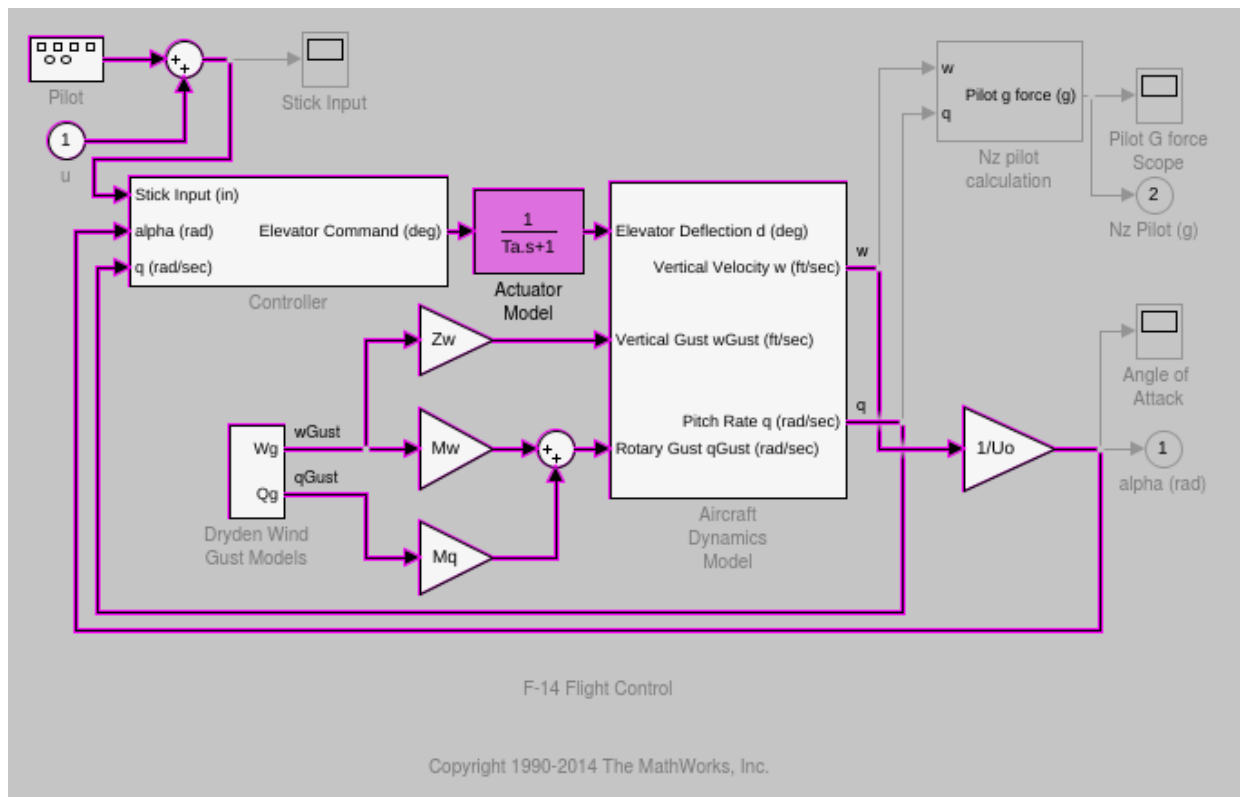 Pilot
Stick Input
1
u
w
q
Pilot g force (g)
Nz pilot
calculation
Pilot G force
Scope
2
Nz Pilot (g)
Stick Input (in)
alpha (rad)
q (rad/sec)
Elevator Command (deg)
Controller
1
Ta.s+1
Actuator
Model
Elevator Deflection d (deg)
Vertical Velocity w (ft/sec)
Vertical Gust wGust (ft/sec)
Pitch Rate q (rad/sec)
Rotary Gust qGust (rad/sec)
Aircraft
Dynamics
Model
w
q
Zw
Mw
Mq
Wg
Qg
wGust
qGust
Dryden Wind
Gust Models
1/Uo
Angle of
Attack
1
alpha (rad)
F-14 Flight Control
Copyright 1990-2014 The MathWorks, Inc.